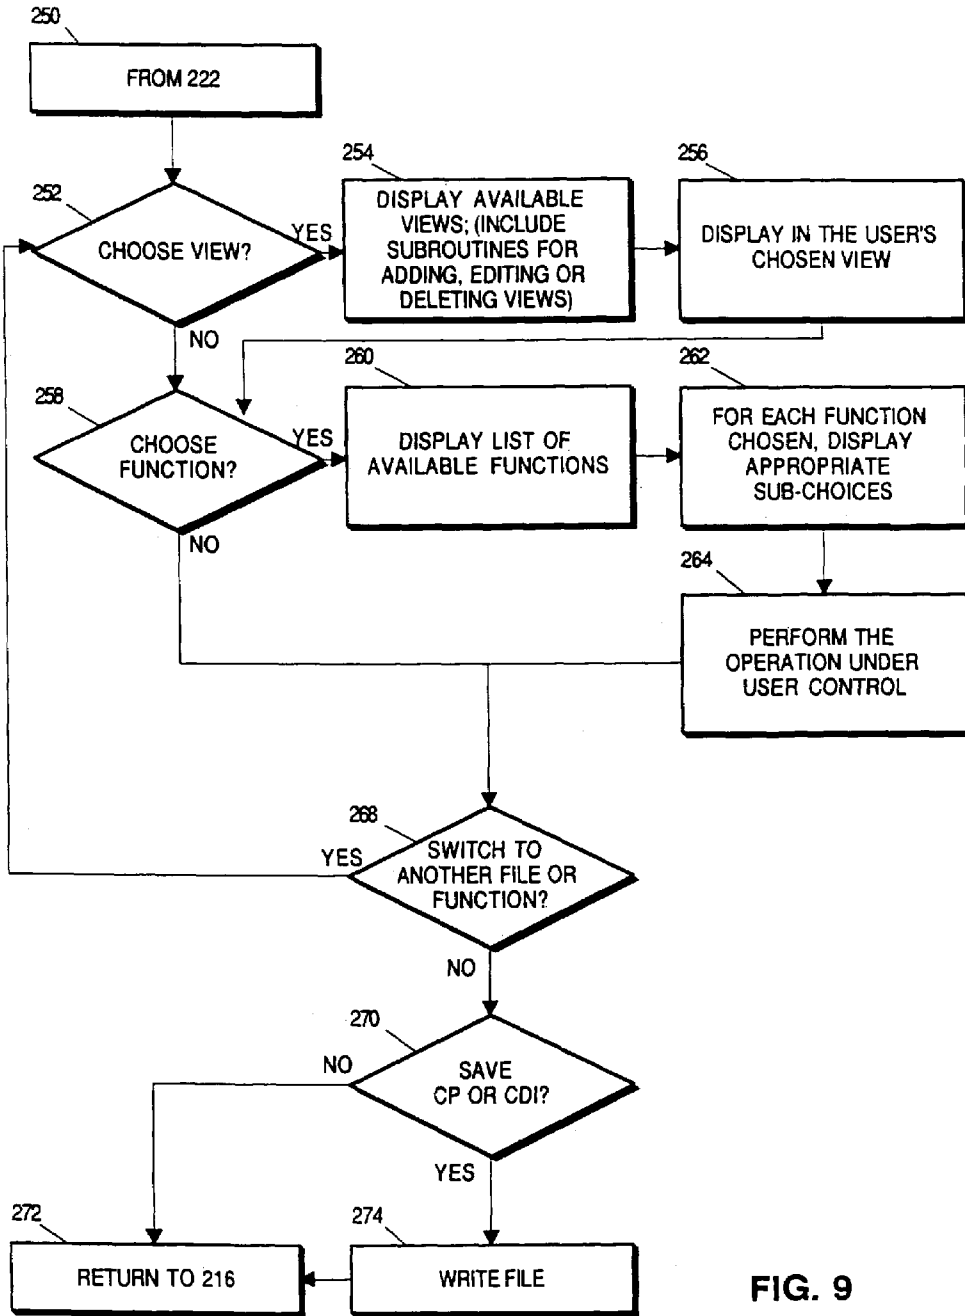 250
FROM 222
252
CHOOSE VIEW?
YES
254
DISPLAY AVAILABLE
VIEWS; (INCLUDE
SUBROUTINES FOR
ADDING, EDITING OR
DELETING VIEWS)
256
DISPLAY IN THE USER'S
CHOSEN VIEW
NO
258
CHOOSE
FUNCTION?
YES
260
DISPLAY LIST OF
AVAILABLE FUNCTIONS
262
FOR EACH FUNCTION
CHOSEN, DISPLAY
APPROPRIATE
SUB-CHOICES
NO
264
PERFORM THE
OPERATION UNDER
USER CONTROL
268
YES
SWITCH TO
ANOTHER FILE OR
FUNCTION?
NO
270
NO
SAVE
CP OR CDI?
YES
272
RETURN TO 216
274
WRITE FILE
FIG. 9